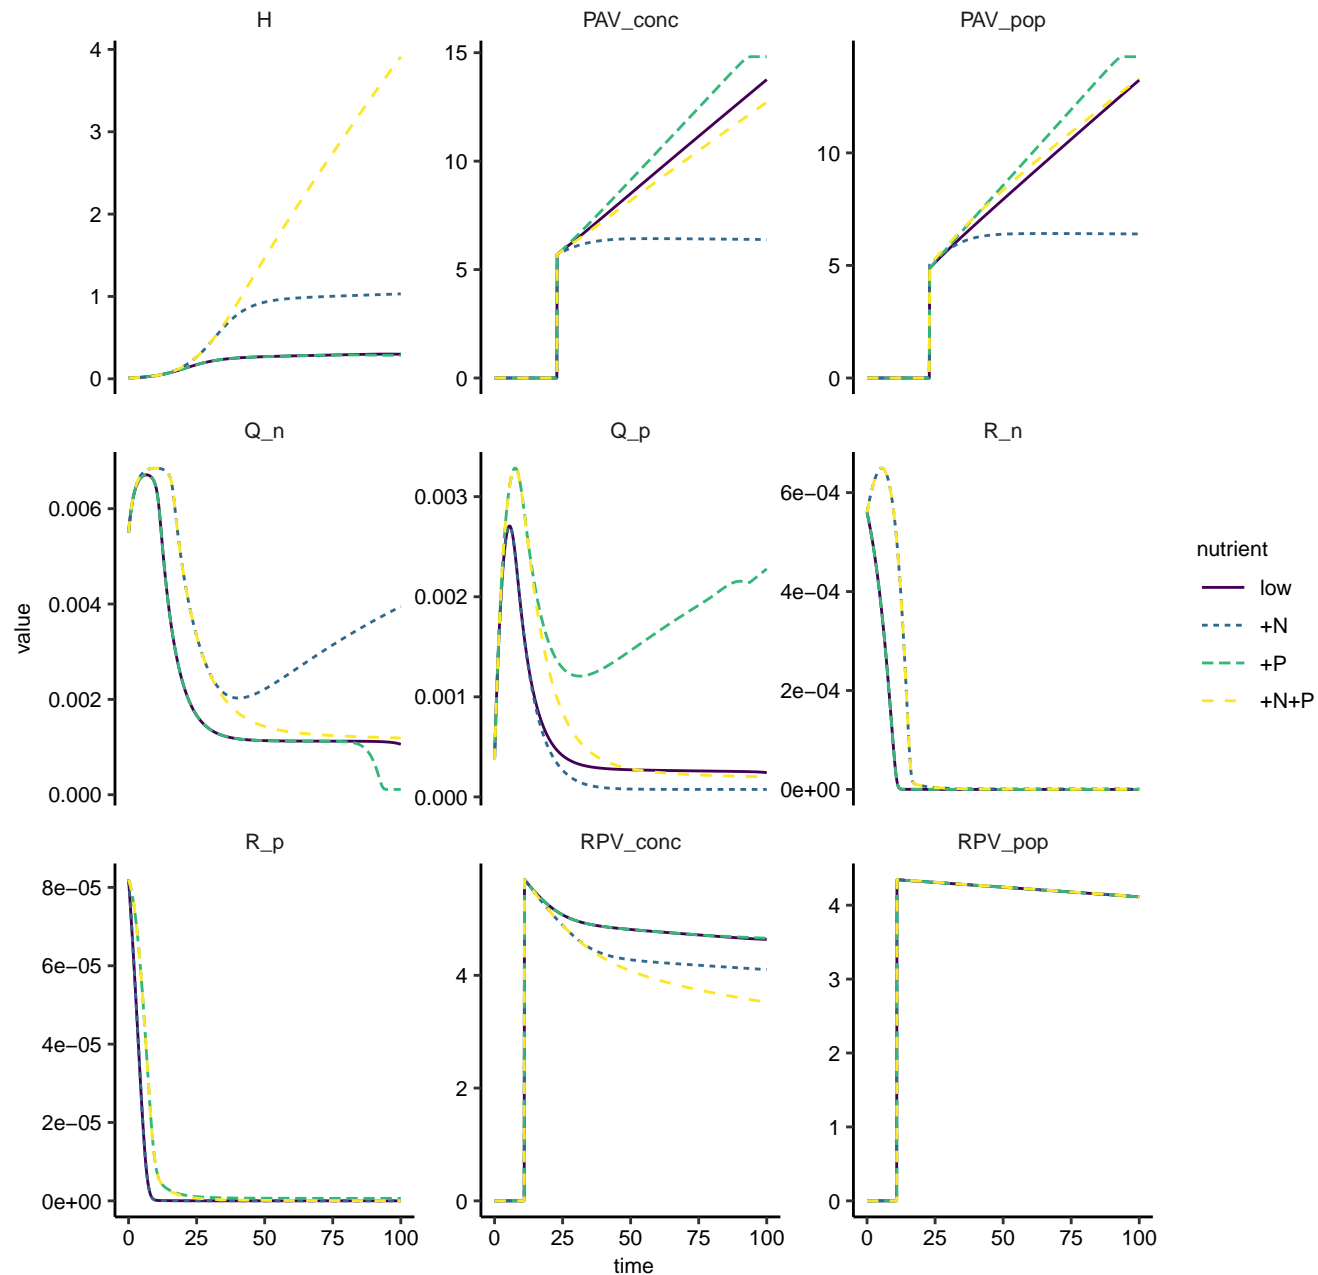 H
PAV_conc
PAV_pop
4
3
2
1
0
15
10
5
0
10
5
0
Q_n
Q_p
R_n
0.006
0.004
0.002
0.000
0.003
0.002
0.001
0.000
6e−04
4e−04
2e−04
0e+00
R_p
RPV_conc
RPV_pop
8e−05
6e−05
4e−05
2e−05
0e+00
4
2
0
4
3
2
1
0
0 25 50 75 100
0 25 50 75 100
0 25 50 75 100
time
value
nutrient
low
+N
+P
+N+P